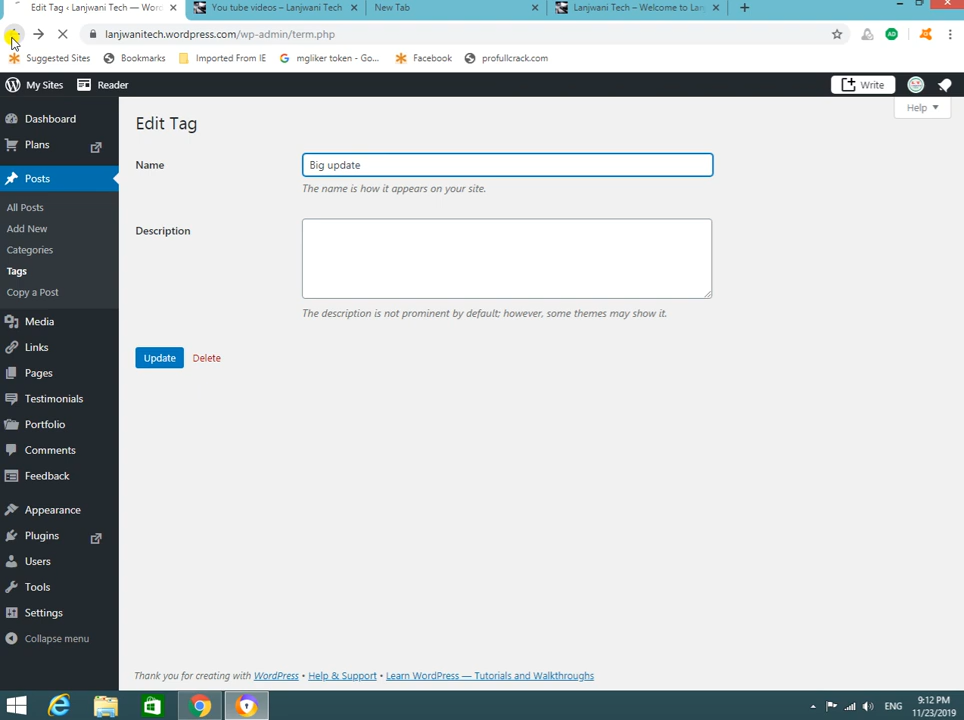 Edit Tag ‹ Lanjwani Tech — Wor
You tube videos – Lanjwani Tech
New Tab
Lanjwani Tech – Welcome to Lan
lanjwanitech.wordpress.com/wp-admin/term.php
Suggested Sites
Bookmarks
Imported From IE
mgliker token - Go...
Facebook
profullcrack.com
My Sites
Reader
Write
Help
Dashboard
Plans
Posts
All Posts
Add New
Categories
Tags
Copy a Post
Media
Links
Pages
Testimonials
Portfolio
Comments
Feedback
Appearance
Plugins
Users
Tools
Settings
Collapse menu
Edit Tag
Name
Big update
The name is how it appears on your site.
Description
The description is not prominent by default; however, some themes may show it.
Update
Delete
Thank you for creating with WordPress • Help & Support • Learn WordPress — Tutorials and Walkthroughs
ENG
9:12 PM
11/23/2019